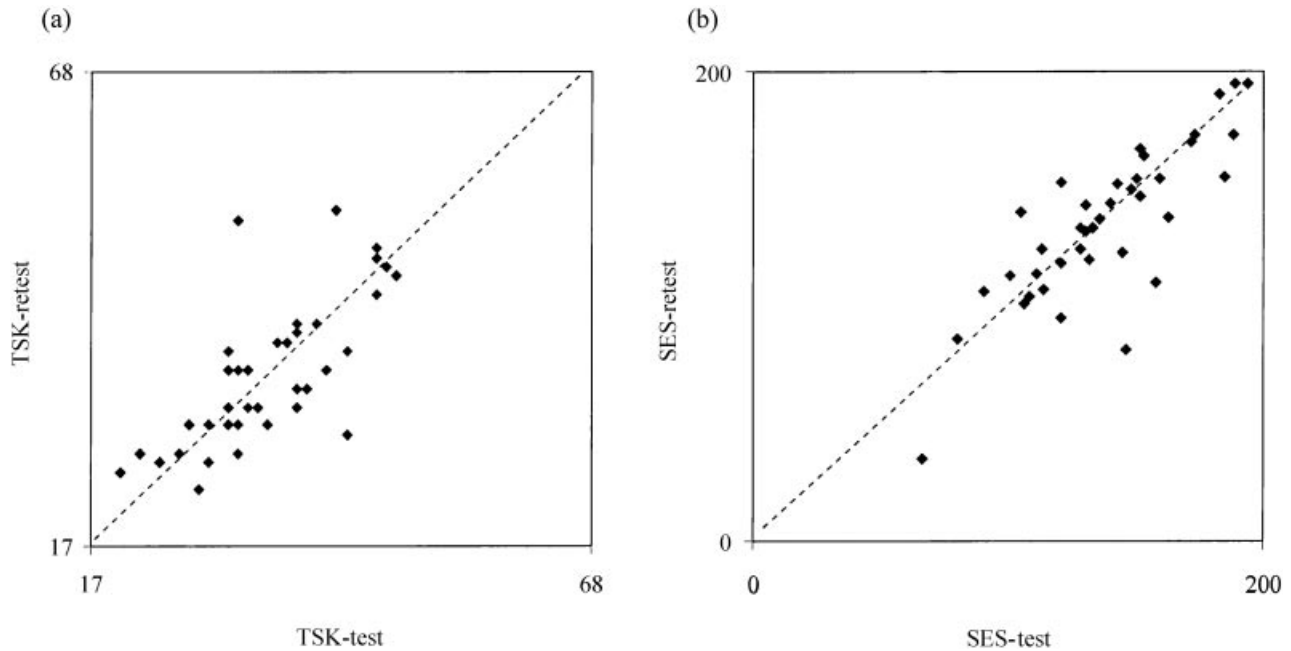 (a)
68
TSK-retest
17
17
68
TSK-test
(b)
200
SES-retest
0
0
200
SES-test